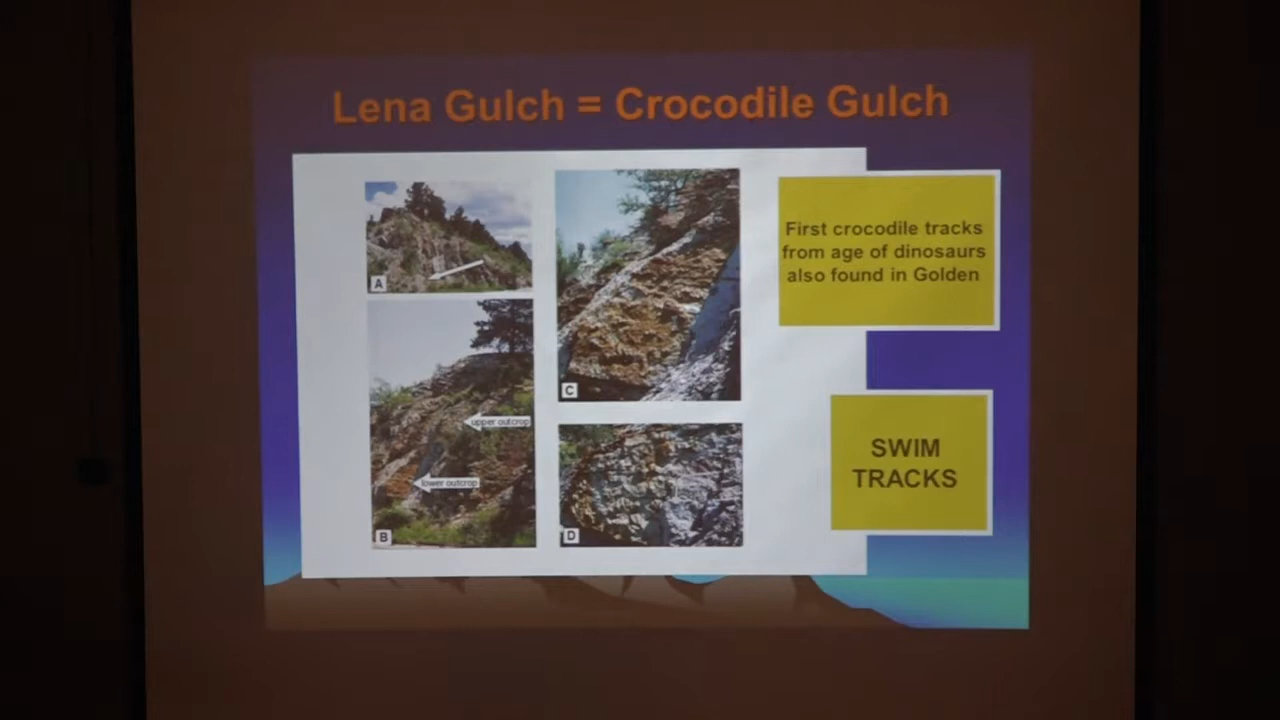 Lena Gulch = Crocodile Gulch
A
upper outcrop
lower outcrop
B
C
D
First crocodile tracks
from age of dinosaurs
also found in Golden
SWIM
TRACKS